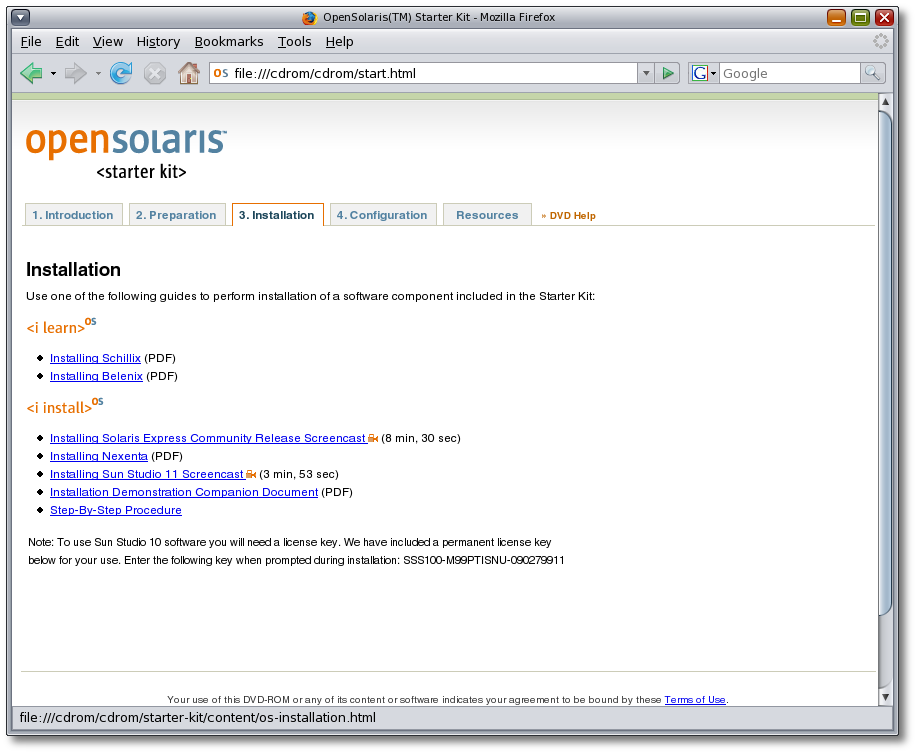 OpenSolaris(TM) Starter Kit - Mozilla Firefox
File Edit View History Bookmarks Tools Help
OS file:///cdrom/cdrom/start.html G Google
opensolaris™
<starter kit>
1. Introduction 2. Preparation 3. Installation 4. Configuration Resources » DVD Help
Installation
Use one of the following guides to perform installation of a software component included in the Starter Kit:
<i learn>OS
Installing Schillix (PDF)
Installing Belenix (PDF)
<i install>OS
Installing Solaris Express Community Release Screencast (8 min, 30 sec)
Installing Nexenta (PDF)
Installing Sun Studio 11 Screencast (3 min, 53 sec)
Installation Demonstration Companion Document (PDF)
Step-By-Step Procedure
Note: To use Sun Studio 10 software you will need a license key. We have included a permanent license key
below for your use. Enter the following key when prompted during installation: SSS100-M99PTISNU-090279911
Your use of this DVD-ROM or any of its content or software indicates your agreement to be bound by these Terms of Use.
file:///cdrom/cdrom/starter-kit/content/os-installation.html